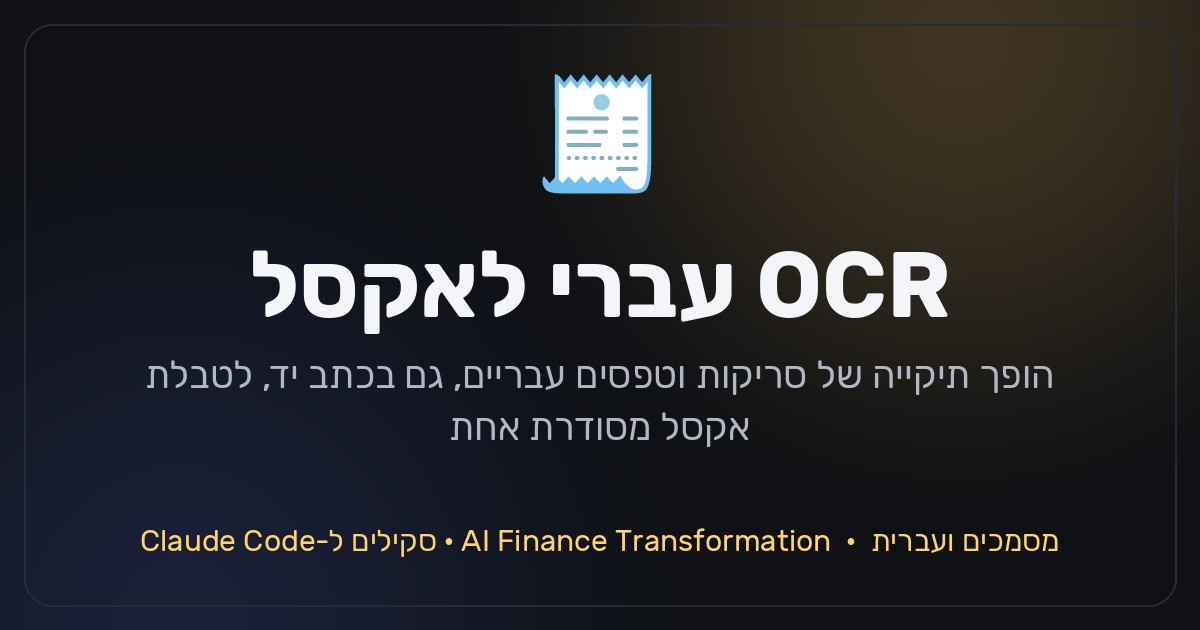 OCR עברי לאקסל
הופך תיקייה של סריקות וטפסים עבריים, גם בכתב יד, לטבלת
אקסל מסודרת אחת
מסמכים ועברית • AI Finance Transformation • סקילים ל-Claude Code